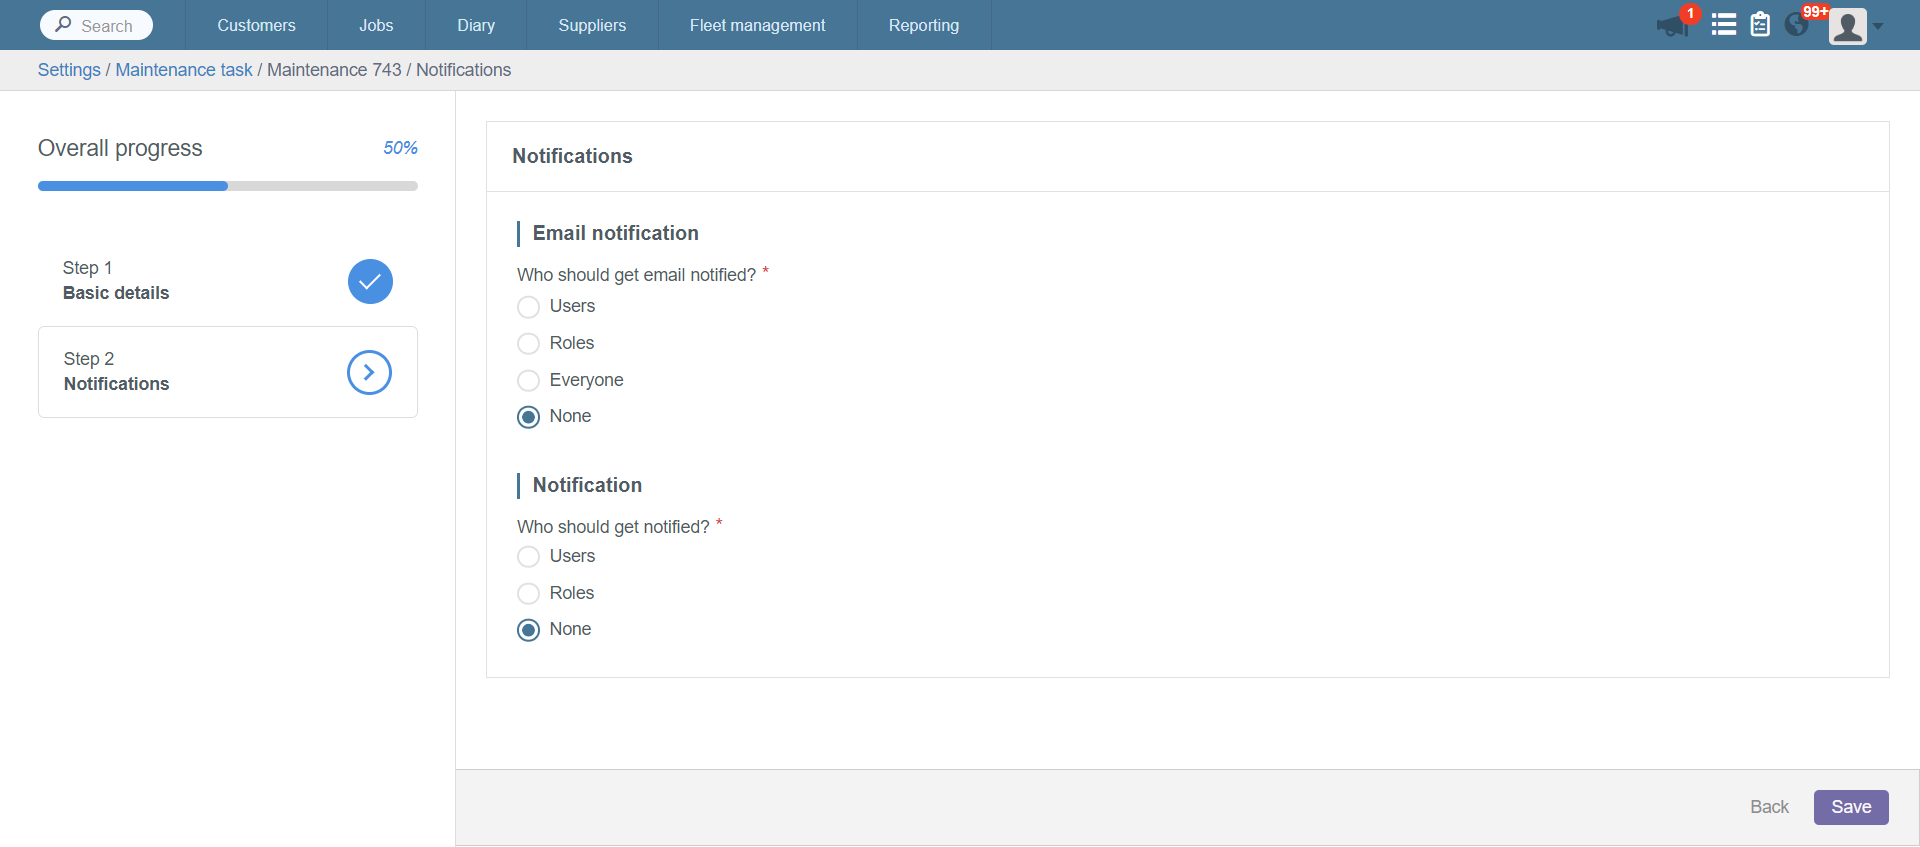 Search
Customers
Jobs
Diary
Suppliers
Fleet management
Reporting
1
99+
Settings / Maintenance task / Maintenance 743 / Notifications
Overall progress 50%
Step 1
Basic details
Step 2
Notifications
Notifications
Email notification
Who should get email notified? *
Users
Roles
Everyone
None
Notification
Who should get notified? *
Users
Roles
None
Back Save